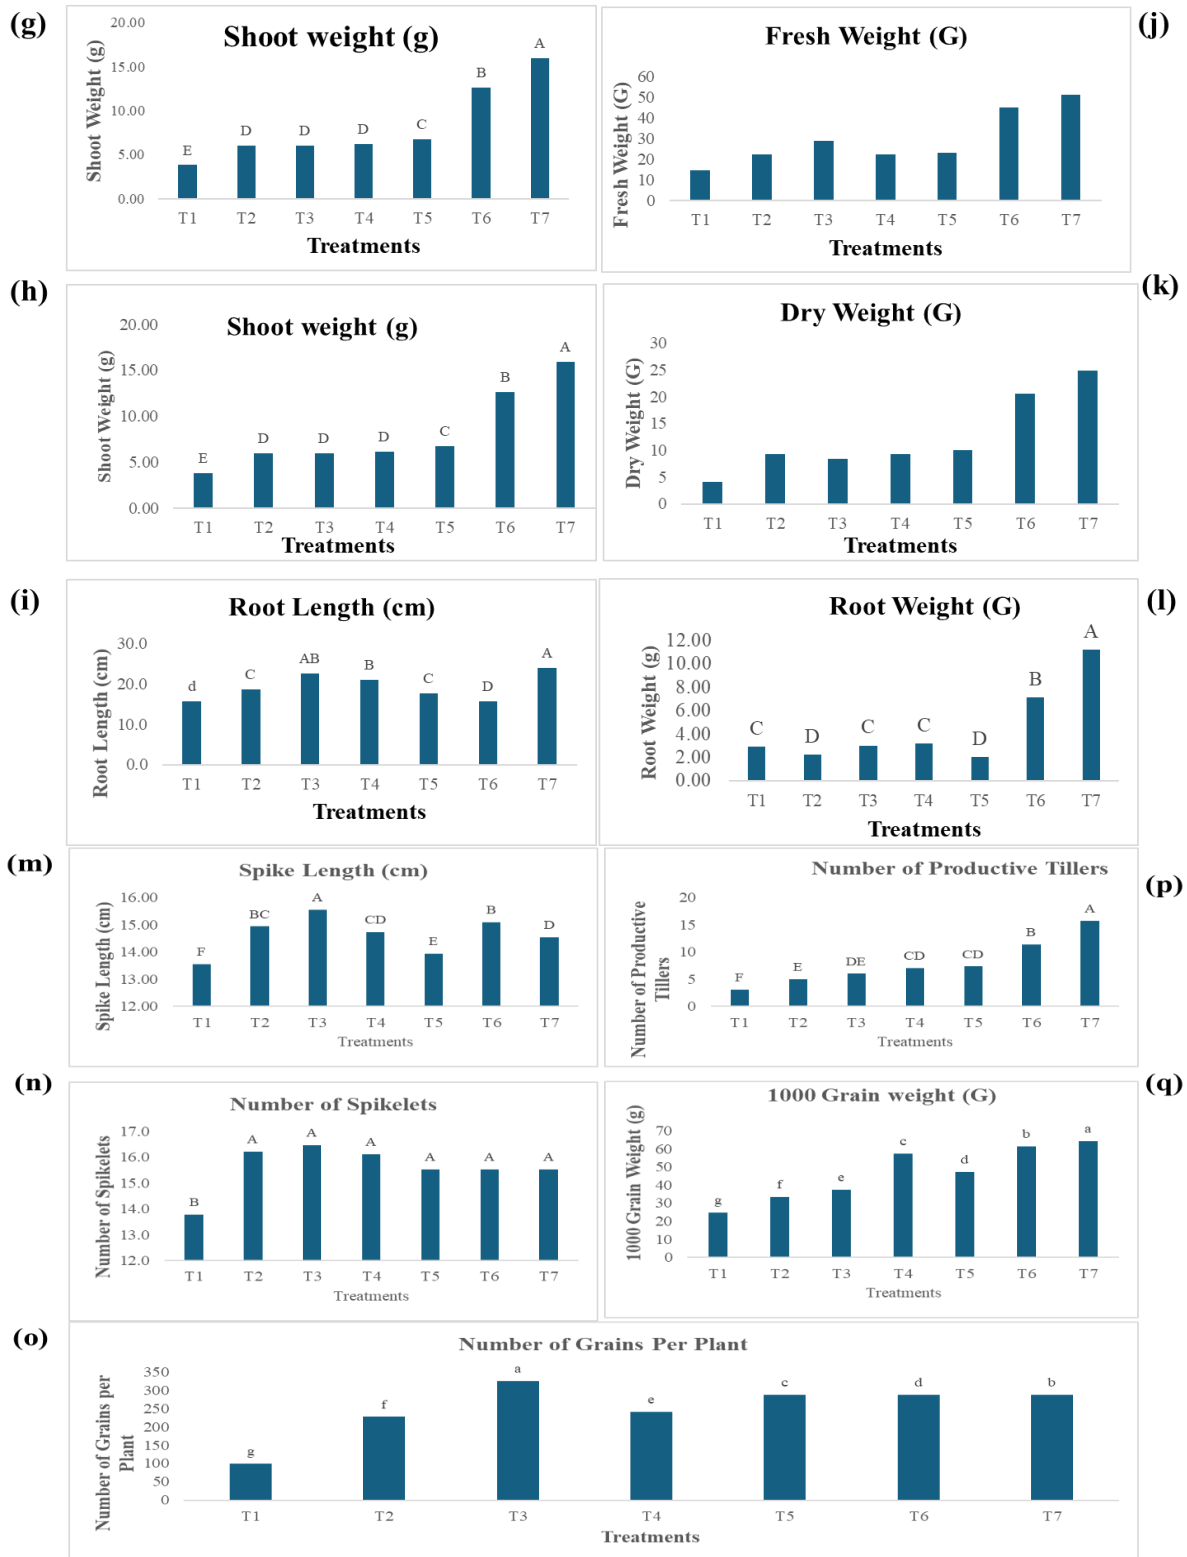 (g)
Shoot weight (g)
Shoot Weight (g)
20.00
15.00
10.00
5.00
0.00
E D D D C B A
T1 T2 T3 T4 T5 T6 T7
Treatments
(j)
Fresh Weight (G)
Fresh Weight (G)
60
50
40
30
20
10
0
T1 T2 T3 T4 T5 T6 T7
Treatments
(h)
Shoot weight (g)
Shoot Weight (g)
20.00
15.00
10.00
5.00
0.00
E D D D C B A
T1 T2 T3 T4 T5 T6 T7
Treatments
(k)
Dry Weight (G)
Dry Weight (G)
30
25
20
15
10
5
0
T1 T2 T3 T4 T5 T6 T7
Treatments
(i)
Root Length (cm)
Root Length (cm)
30.0
20.0
10.0
0.0
d C AB B C D A
T1 T2 T3 T4 T5 T6 T7
Treatments
(l)
Root Weight (G)
Root Weight (g)
12.00
10.00
8.00
6.00
4.00
2.00
0.00
C D C C D B A
T1 T2 T3 T4 T5 T6 T7
Treatments
(m)
Spike Length (cm)
Spike Length (cm)
16.00
15.00
14.00
13.00
12.00
F BC A CD E B D
T1 T2 T3 T4 T5 T6 T7
Treatments
(p)
Number of Productive Tillers
Number of Productive
Tillers
20
15
10
5
0
F E DE CD CD B A
T1 T2 T3 T4 T5 T6 T7
Treatments
(n)
Number of Spikelets
Number of Spikelets
17.0
16.0
15.0
14.0
13.0
12.0
B A A A A A A
T1 T2 T3 T4 T5 T6 T7
Treatments
(q)
1000 Grain weight (G)
1000 Grain Weight (g)
70
60
50
40
30
20
10
0
g f e c d b a
T1 T2 T3 T4 T5 T6 T7
Treatments
(o)
Number of Grains Per Plant
Number of Grains per
Plant
350
300
250
200
150
100
50
0
g f a e c d b
T1 T2 T3 T4 T5 T6 T7
Treatments